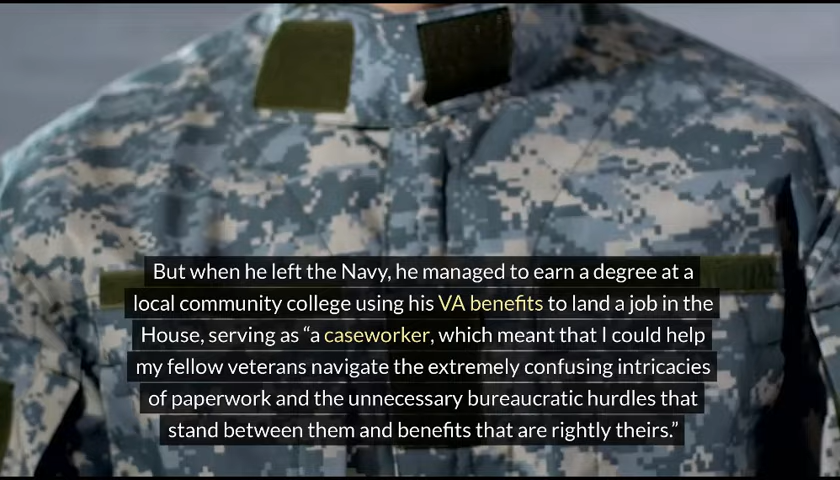 But when he left the Navy, he managed to earn a degree at a
local community college using his VA benefits to land a job in the
House, serving as “a caseworker, which meant that I could help
my fellow veterans navigate the extremely confusing intricacies
of paperwork and the unnecessary bureaucratic hurdles that
stand between them and benefits that are rightly theirs.”